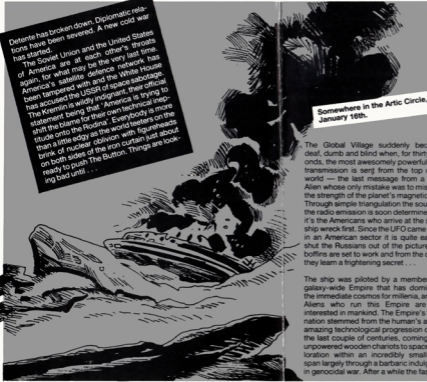 Detente has broken down. Diplomatic rela-
tions have been severed. A new cold war
has started.
The Soviet Union and the United States
of America are at each other's throats
again, for what may be the very last time.
America's satellite defence network has
been tampered with and the White House
has accused the USSR of space sabotage.
The Kremlin is wildly indignant, their official
statement being that 'America is trying to
shift the blame for their own technical inep-
titude onto the Rodina'. Everybody is more
than a little edgy as the world teeters on the
brink of nuclear oblivion with figureheads
on both sides of the iron curtain just about
ready to push The Button. Things are look-
ing bad until . . .
Somewhere in the Artic Circle,
January 16th.
The Global Village suddenly bec
deaf, dumb and blind when, for thirt
onds, the most awesomely powerful
transmission is sent from the top o
world — the last message from a
Alien whose only mistake was to mis
the strength of the planet's magnetic
Through simple triangulation the sou
the radio emission is soon determine
it's the Americans who arrive at the s
ship wreck first. Since the UFO came
in an American sector it is quite ea
shut the Russians out of the picture
boffins are set to work and from the
they learn a frightening secret . . .
The ship was piloted by a member
galaxy-wide Empire that has domi
the immediate cosmos for millenia, a
Aliens who run this Empire are
interested in mankind. The Empire's
nation stemmed from the human's a
amazing technological progression o
the last couple of centuries, coming
unpowered wooden chariots to space
loration within an incredibly small
span largely through a barbaric indul
in genocidal war. After a while the fa